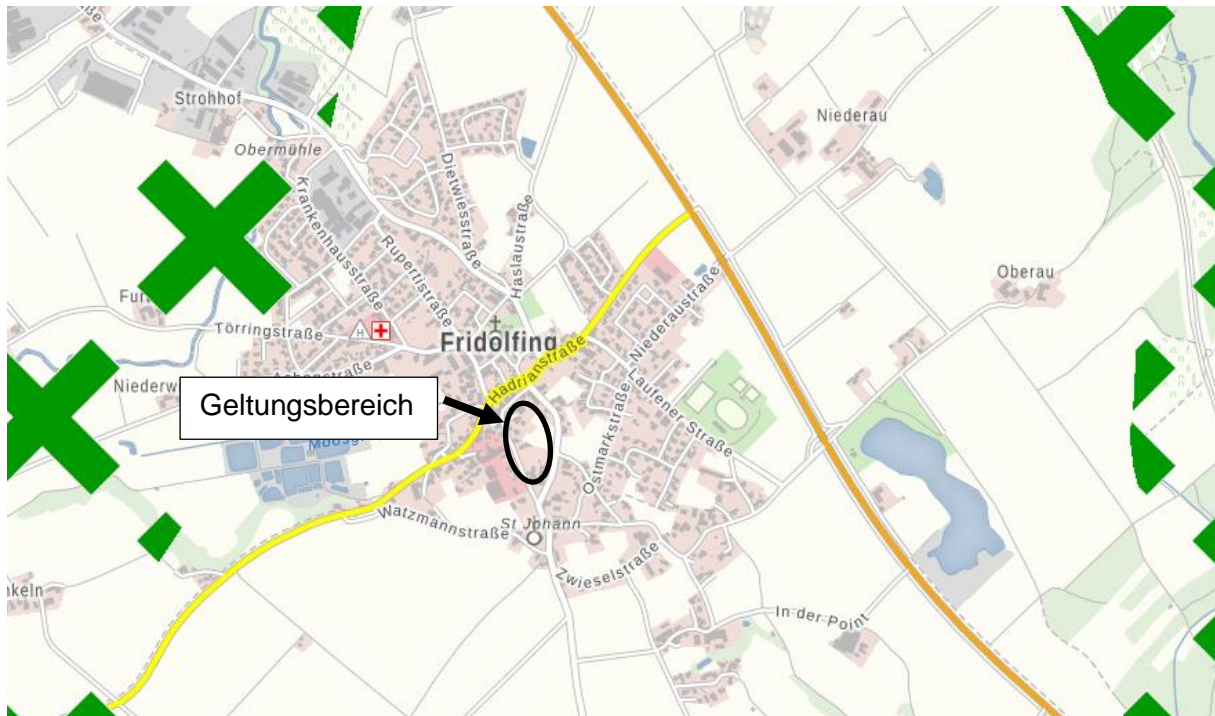 Strohhof
Obermühle
Niederau
Dietwiesstraße
Krankenhausstraße
Rupertistraße
Haslaustraße
Oberau
Törringstraße
H
Fridolfing
Hadrianstraße
Niederaustraße
Laufener Straße
Geltungsbereich
Ostmarkstraße
Watzmannstraße
St Johann
Zwieselstraße
In der Point